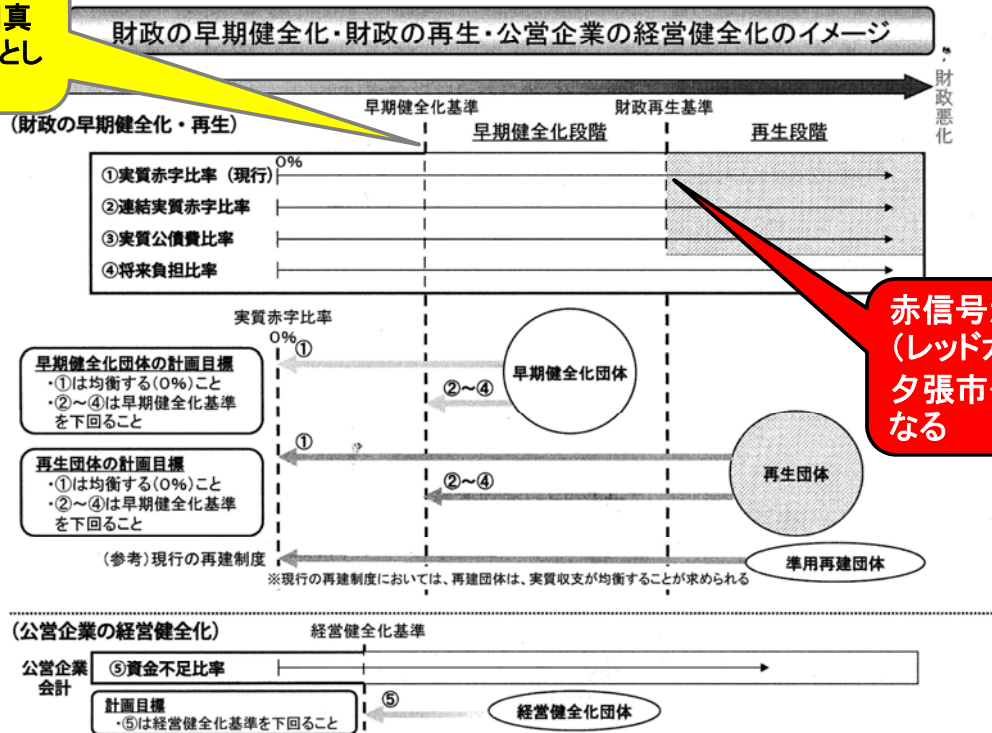 真
とし
財政の早期健全化・財政の再生・公営企業の経営健全化のイメージ
財政悪化
早期健全化基準
財政再生基準
(財政の早期健全化・再生)
早期健全化段階
再生段階
0%
①実質赤字比率（現行）
②連結実質赤字比率
③実質公債費比率
④将来負担比率
赤信号
(レッドカ
夕張市
なる
実質赤字比率
0%
①
早期健全化団体の計画目標
・①は均衡する(0%)こと
・②～④は早期健全化基準
を下回ること
②～④
早期健全化団体
①
再生団体の計画目標
・①は均衡する(0%)こと
・②～④は早期健全化基準
を下回ること
②～④
再生団体
(参考)現行の再建制度
準用再建団体
※現行の再建制度においては、再建団体は、実質収支が均衡することが求められる
(公営企業の経営健全化)
経営健全化基準
公営企業
会計
⑤資金不足比率
計画目標
・⑤は経営健全化基準を下回ること
⑤
経営健全化団体